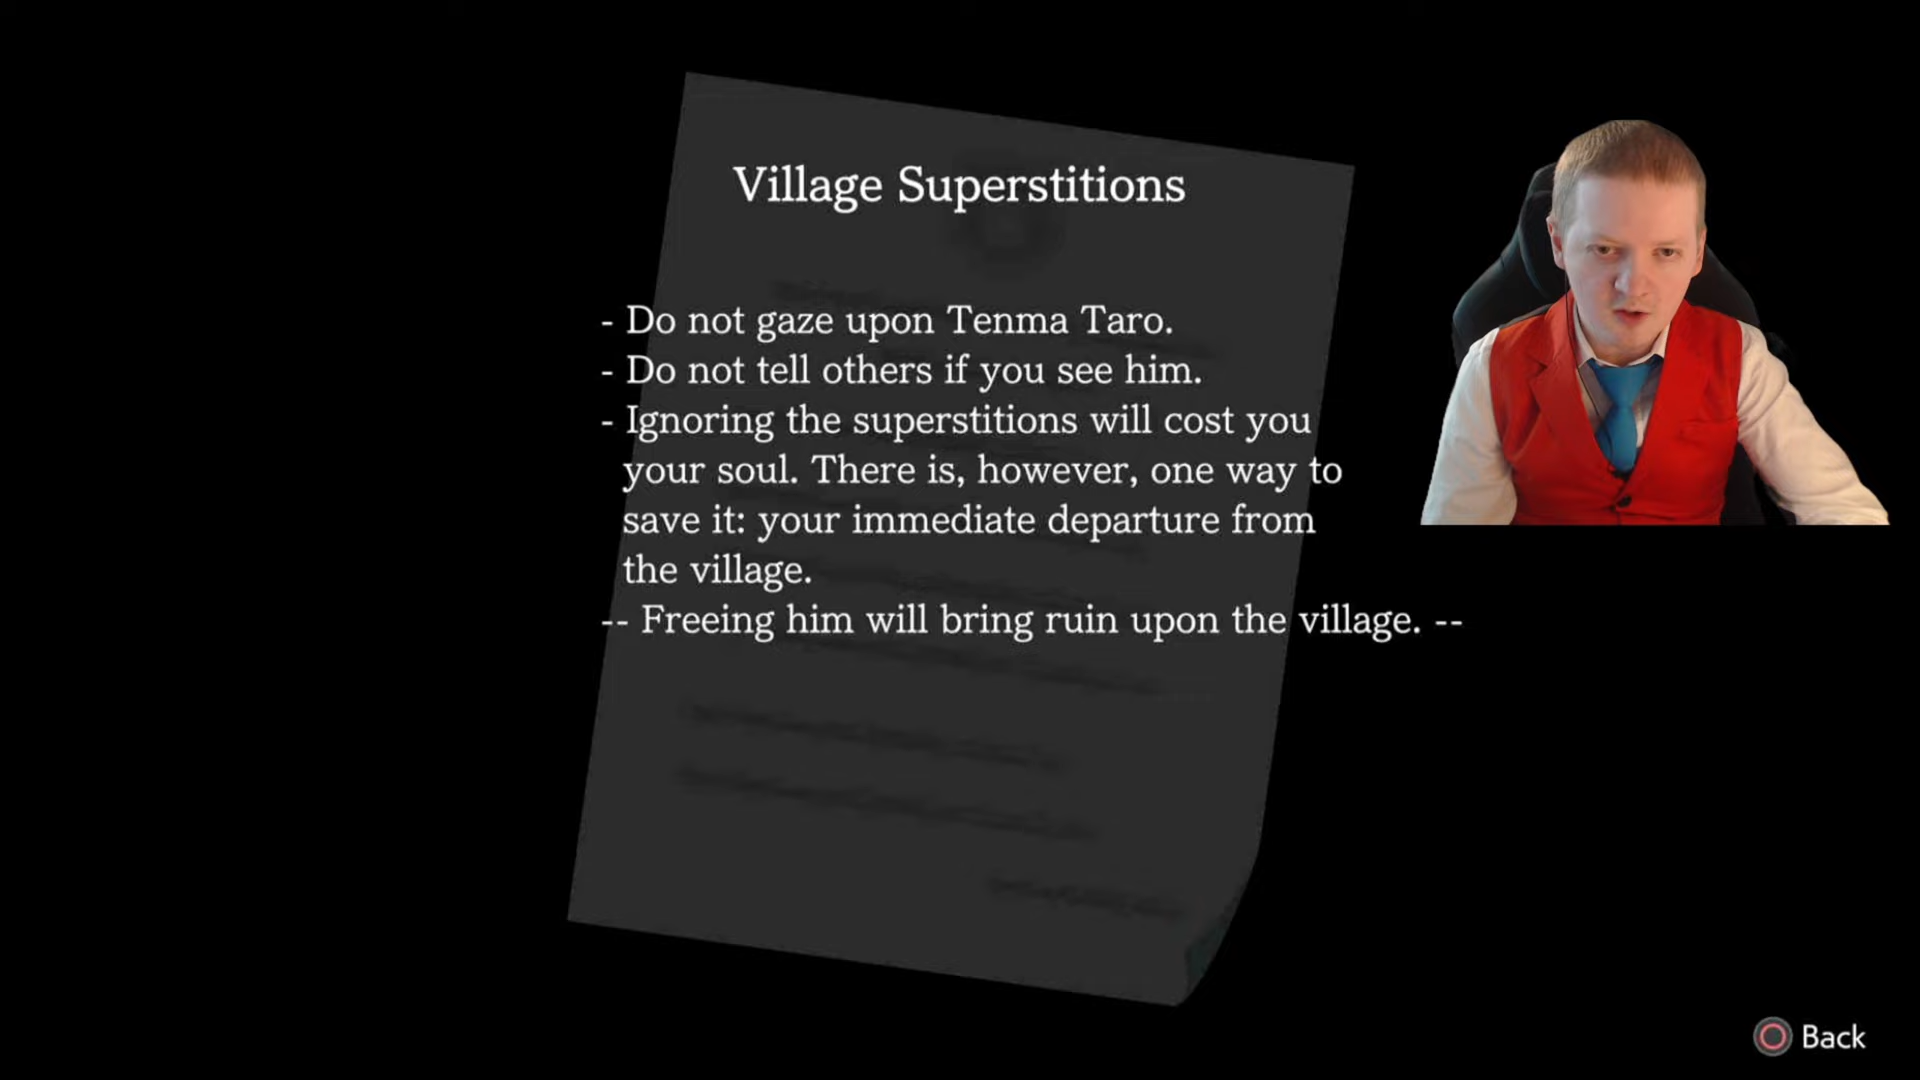 Village Superstitions
- Do not gaze upon Tenma Taro.
- Do not tell others if you see him.
- Ignoring the superstitions will cost you
your soul. There is, however, one way to
save it: your immediate departure from
the village.
-- Freeing him will bring ruin upon the village. --
Back